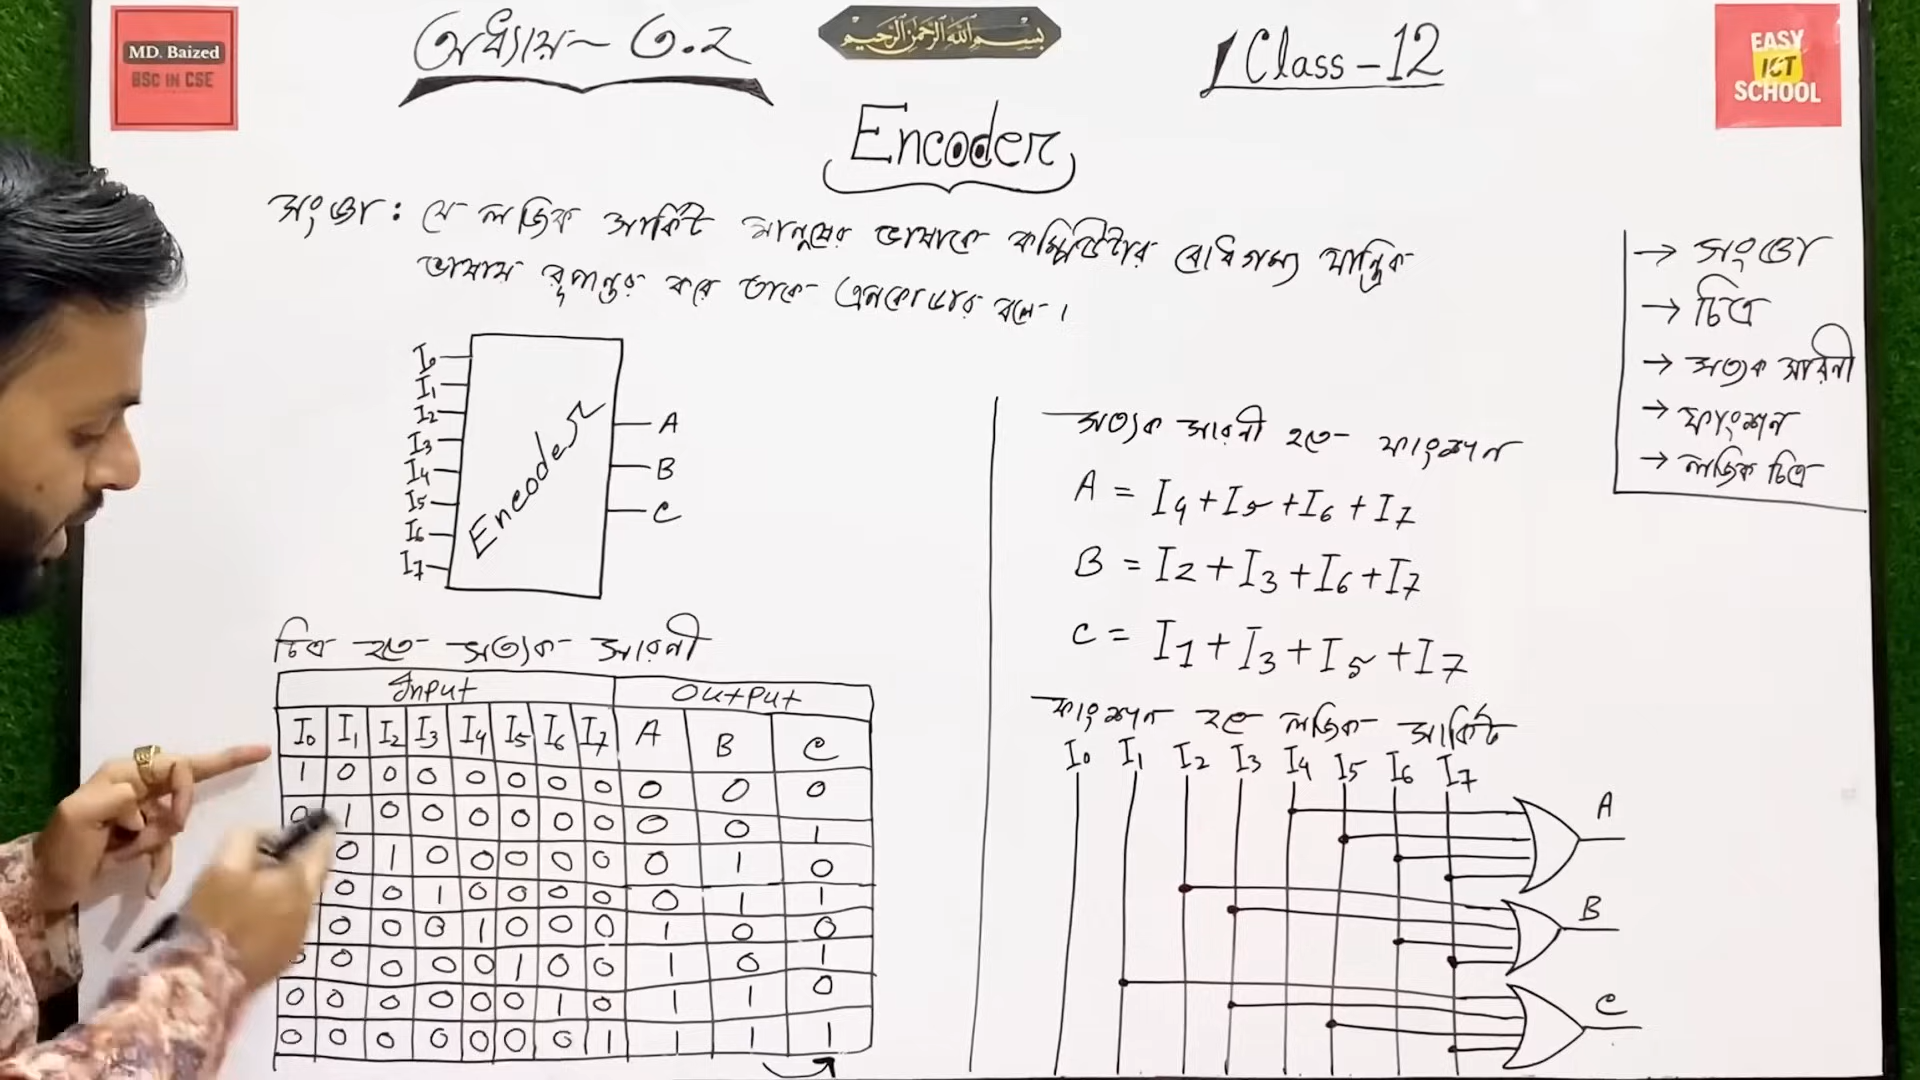 MD. Baized
BSC IN CSE
অধ্যায় - ৩.২
بسم الله الرحمن الرحيم
Class - 12
EASY
ICT
SCHOOL
Encoder
সংজ্ঞা : যে লজিক সার্কিট মানুষের ভাষাকে কম্পিউটার বোধগম্য যান্ত্রিক
ভাষায় রূপান্তর করে তাকে এনকোডার বলে।
→ সংজ্ঞা
→ চিত্র
→ সত্যক সারণী
→ ফাংশন
→ লজিক চিত্র
I0
I1
I2
I3
I4
I5
I6
I7
Encoder
A
B
C
চিত্র হতে সত্যক সারণী
Input Output
I0 I1 I2 I3 I4 I5 I6 I7 A B C
1 0 0 0 0 0 0 0 0 0 0
0 1 0 0 0 0 0 0 0 0 1
0 1 0 0 0 0 0 0 1 0
0 0 1 0 0 0 0 0 1 1
0 0 0 1 0 0 0 1 0 0
0 0 0 0 0 1 0 0 1 0 1
0 0 0 0 0 0 1 0 1 1 0
0 0 0 0 0 0 0 1 1 1 1
সত্যক সারণী হতে ফাংশন
A = I4 + I5 + I6 + I7
B = I2 + I3 + I6 + I7
C = I1 + I3 + I5 + I7
ফাংশন হতে লজিক সার্কিট
I0 I1 I2 I3 I4 I5 I6 I7
A
B
C